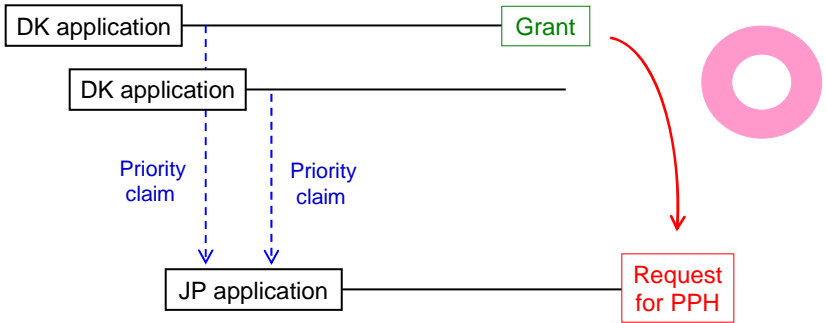 DK application
Grant
DK application
Priority
claim
Priority
claim
JP application
Request
for PPH